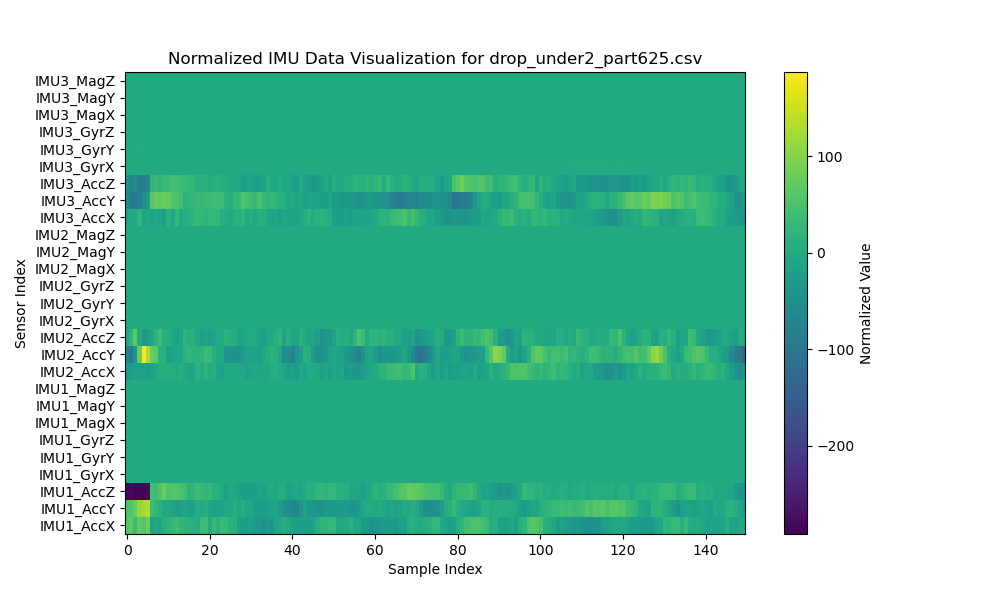 Normalized IMU Data Visualization for drop_under2_part625.csv
Sensor Index
IMU3_MagZ
IMU3_MagY
IMU3_MagX
IMU3_GyrZ
IMU3_GyrY
IMU3_GyrX
IMU3_AccZ
IMU3_AccY
IMU3_AccX
IMU2_MagZ
IMU2_MagY
IMU2_MagX
IMU2_GyrZ
IMU2_GyrY
IMU2_GyrX
IMU2_AccZ
IMU2_AccY
IMU2_AccX
IMU1_MagZ
IMU1_MagY
IMU1_MagX
IMU1_GyrZ
IMU1_GyrY
IMU1_GyrX
IMU1_AccZ
IMU1_AccY
IMU1_AccX
0 20 40 60 80 100 120 140
Sample Index
100
0
−100
−200
Normalized Value